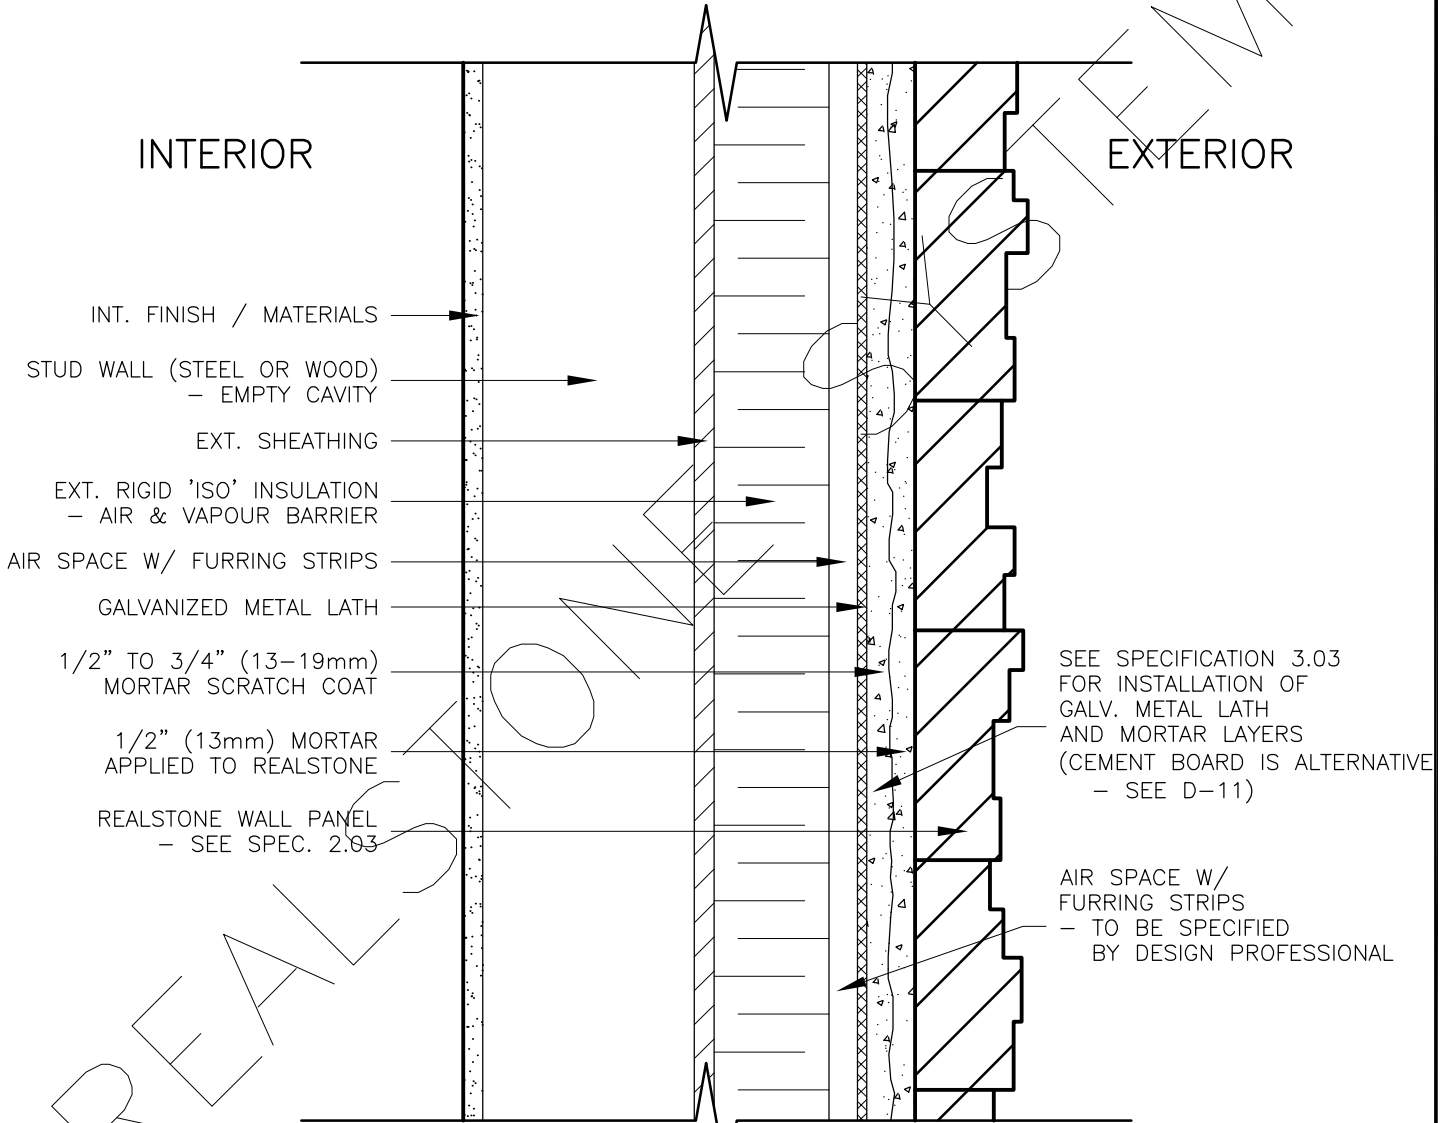 INTERIOR
EXTERIOR
INT. FINISH / MATERIALS
STUD WALL (STEEL OR WOOD)
– EMPTY CAVITY
EXT. SHEATHING
EXT. RIGID 'ISO' INSULATION
– AIR & VAPOUR BARRIER
AIR SPACE W/ FURRING STRIPS
GALVANIZED METAL LATH
1/2” TO 3/4” (13–19mm)
MORTAR SCRATCH COAT
1/2” (13mm) MORTAR
APPLIED TO REALSTONE
REALSTONE WALL PANEL
– SEE SPEC. 2.03
SEE SPECIFICATION 3.03
FOR INSTALLATION OF
GALV. METAL LATH
AND MORTAR LAYERS
(CEMENT BOARD IS ALTERNATIVE
– SEE D–11)
AIR SPACE W/
FURRING STRIPS
– TO BE SPECIFIED
BY DESIGN PROFESSIONAL
REALSTONE SYSTEM